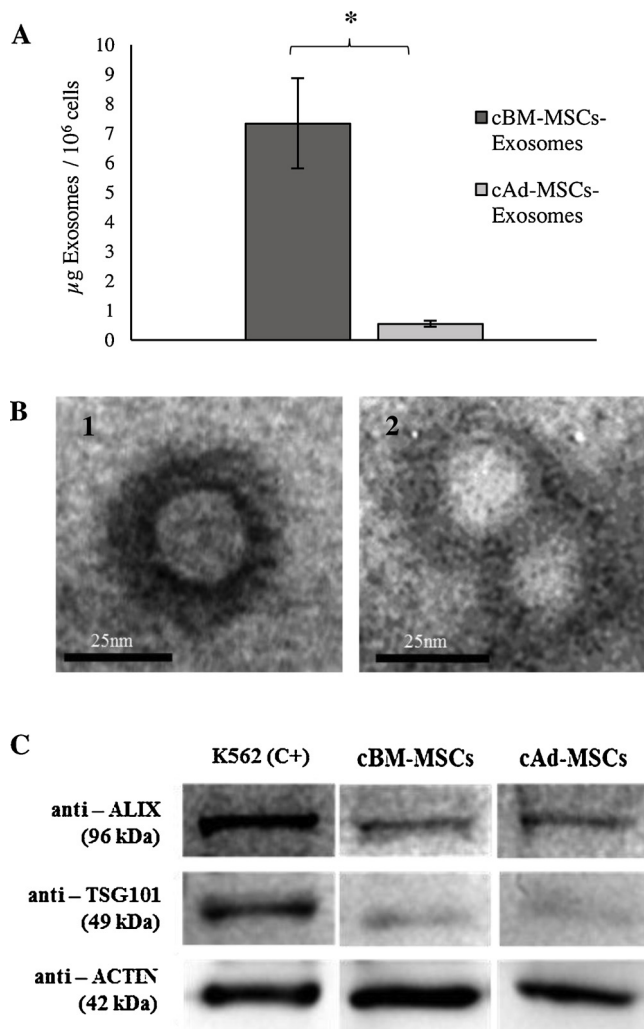 A
*
10
9
8
7
6
5
4
3
2
1
0
µg Exosomes / 10⁶ cells
cBM-MSCs-
Exosomes
cAd-MSCs-
Exosomes
B
1
25nm
2
25nm
C
K562 (C+)
cBM-MSCs
cAd-MSCs
anti – ALIX
(96 kDa)
anti – TSG101
(49 kDa)
anti – ACTIN
(42 kDa)